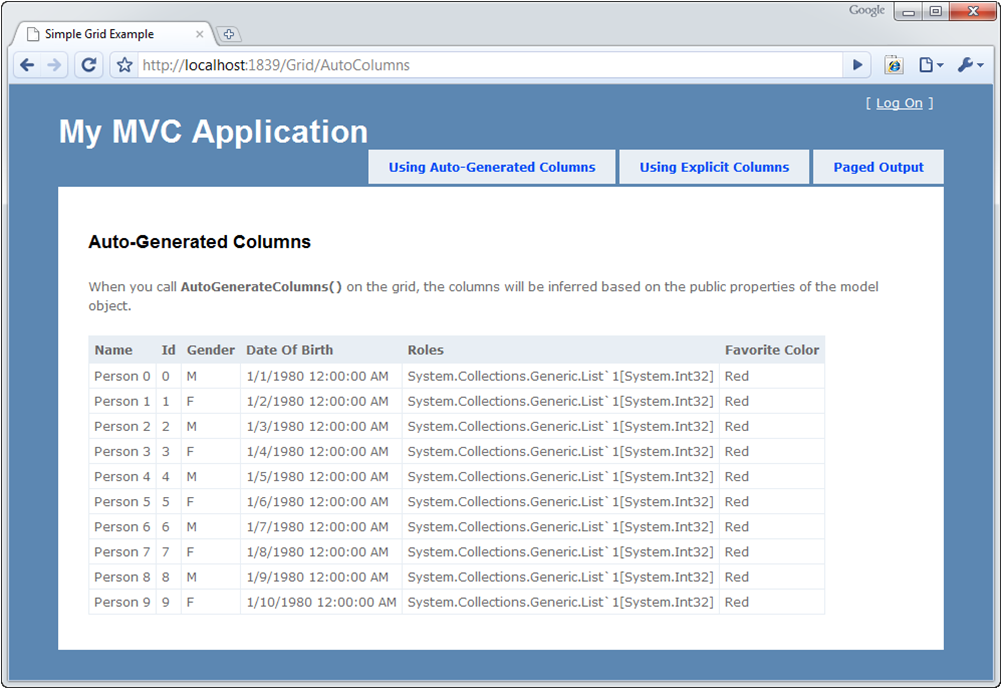 Google
Simple Grid Example
http://localhost:1839/Grid/AutoColumns
[ Log On ]
My MVC Application
Using Auto-Generated Columns Using Explicit Columns Paged Output
Auto-Generated Columns
When you call AutoGenerateColumns() on the grid, the columns will be inferred based on the public properties of the model
object.
Name Id Gender Date Of Birth Roles Favorite Color
Person 0 0 M 1/1/1980 12:00:00 AM System.Collections.Generic.List`1[System.Int32] Red
Person 1 1 F 1/2/1980 12:00:00 AM System.Collections.Generic.List`1[System.Int32] Red
Person 2 2 M 1/3/1980 12:00:00 AM System.Collections.Generic.List`1[System.Int32] Red
Person 3 3 F 1/4/1980 12:00:00 AM System.Collections.Generic.List`1[System.Int32] Red
Person 4 4 M 1/5/1980 12:00:00 AM System.Collections.Generic.List`1[System.Int32] Red
Person 5 5 F 1/6/1980 12:00:00 AM System.Collections.Generic.List`1[System.Int32] Red
Person 6 6 M 1/7/1980 12:00:00 AM System.Collections.Generic.List`1[System.Int32] Red
Person 7 7 F 1/8/1980 12:00:00 AM System.Collections.Generic.List`1[System.Int32] Red
Person 8 8 M 1/9/1980 12:00:00 AM System.Collections.Generic.List`1[System.Int32] Red
Person 9 9 F 1/10/1980 12:00:00 AM System.Collections.Generic.List`1[System.Int32] Red